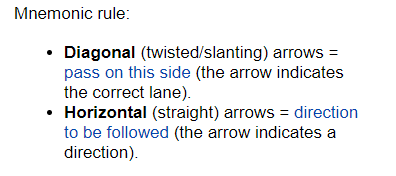 Mnemonic rule:
• Diagonal (twisted/slanting) arrows =
pass on this side (the arrow indicates
the correct lane).
• Horizontal (straight) arrows = direction
to be followed (the arrow indicates a
direction).